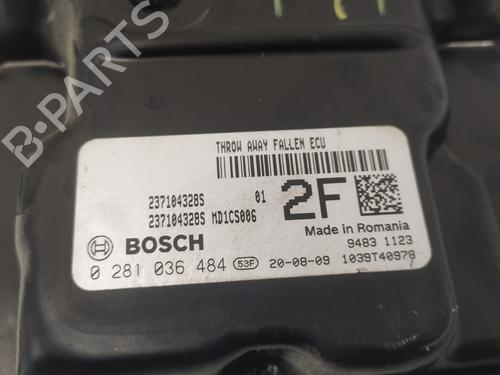 B-PARTS
THROW AWAY FALLEN ECU
237104328S 01
237104328S MD1CS006
2F
Made in Romania
BOSCH
9483 1123
0 281 036 484 53F 20-08-09 1039T40978